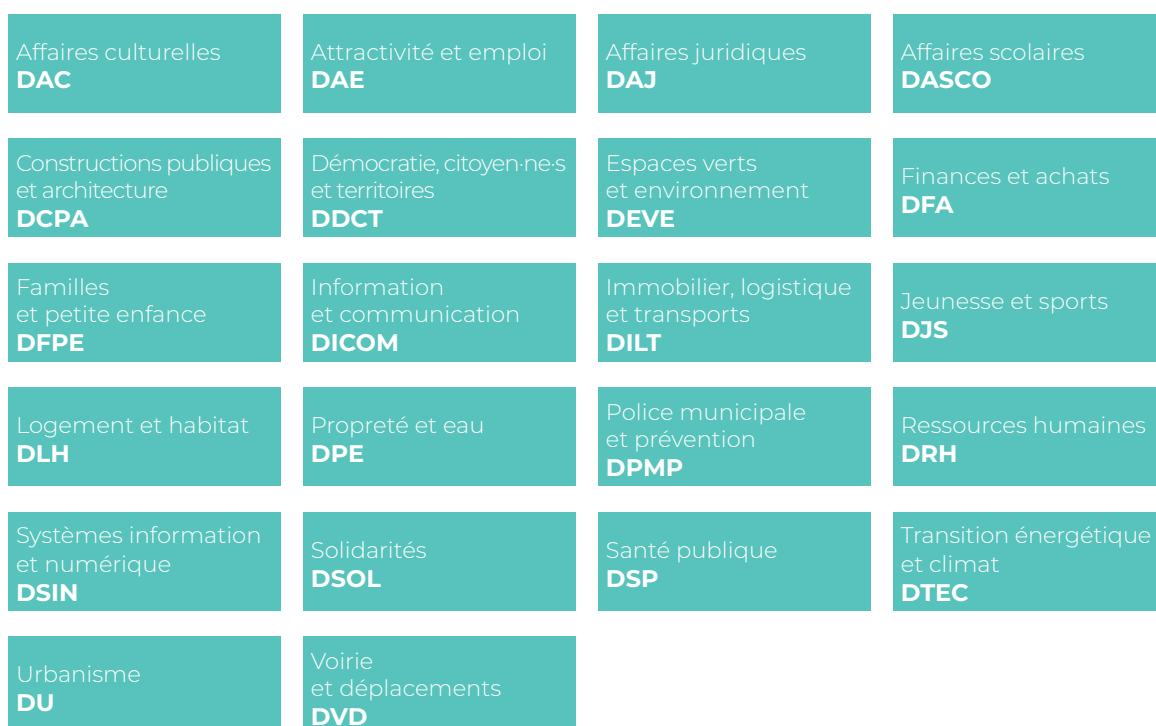 Affaires culturelles
DAC
Attractivité et emploi
DAE
Affaires juridiques
DAJ
Affaires scolaires
DASCO
Constructions publiques
et architecture
DCPA
Démocratie, citoyen·ne·s
et territoires
DDCT
Espaces verts
et environnement
DEVE
Finances et achats
DFA
Familles
et petite enfance
DFPE
Information
et communication
DICOM
Immobilier, logistique
et transports
DILT
Jeunesse et sports
DJS
Logement et habitat
DLH
Propreté et eau
DPE
Police municipale
et prévention
DPMP
Ressources humaines
DRH
Systèmes information
et numérique
DSIN
Solidarités
DSOL
Santé publique
DSP
Transition énergétique
et climat
DTEC
Urbanisme
DU
Voirie
et déplacements
DVD